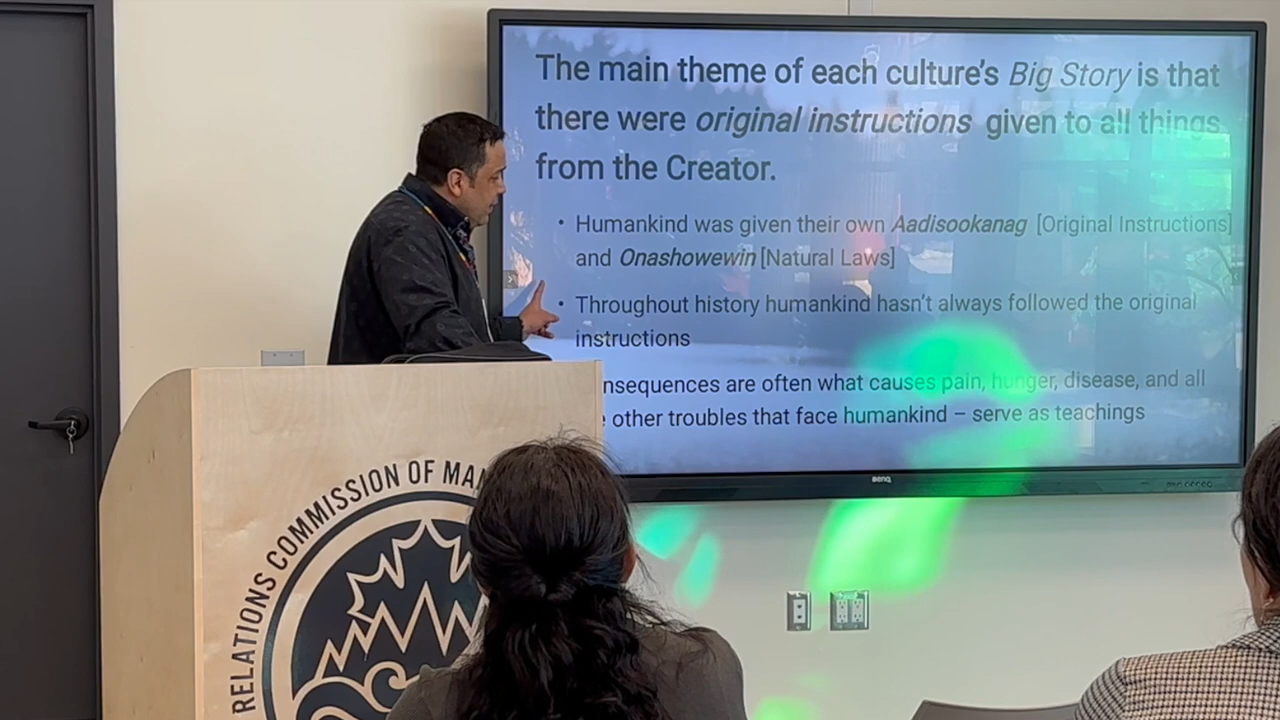 The main theme of each culture's Big Story is that
there were original instructions given to all things
from the Creator.
• Humankind was given their own Aadisookanag [Original Instructions]
and Onashowewin [Natural Laws]
• Throughout history humankind hasn't always followed the original
instructions
nsequences are often what causes pain, hunger, disease, and all
other troubles that face humankind – serve as teachings
BenQ
RELATIONS COMMISSION OF MAN